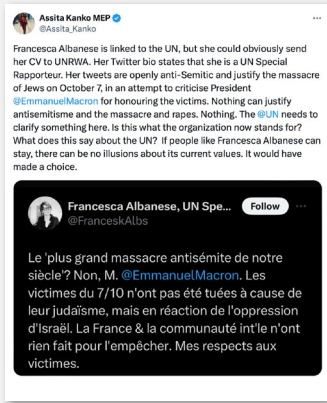 Assita Kanko MEP
@Assita_Kanko
Francesca Albanese is linked to the UN, but she could obviously send
her CV to UNRWA. Her Twitter bio states that she is a UN Special
Rapporteur. Her tweets are openly anti-Semitic and justify the massacre
of Jews on October 7, in an attempt to criticise President
@EmmanuelMacron for honouring the victims. Nothing can justify
antisemitisme and the massacre and rapes. Nothing. The @UN needs to
clarify something here. Is this what the organization now stands for?
What does this say about the UN? If people like Francesca Albanese can
stay, there can be no illusions about its current values. It would have
made a choice.
Francesca Albanese, UN Spe... Follow
@FranceskAlbs
Le 'plus grand massacre antisémite de notre
siècle'? Non, M. @EmmanuelMacron. Les
victimes du 7/10 n'ont pas été tuées à cause de
leur judaïsme, mais en réaction de l'oppression
d'Israël. La France & la communauté int'le n'ont
rien fait pour l'empêcher. Mes respects aux
victimes.